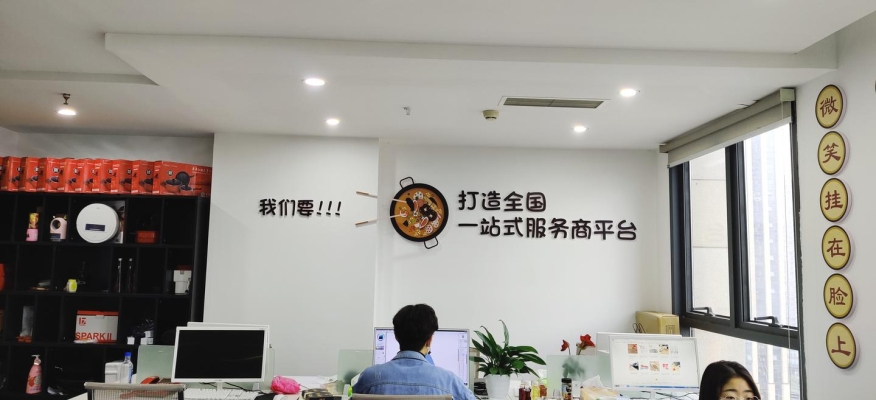 我们要!!!
打造全国
一站式服务商平台
微笑挂在脸上
SPARK II